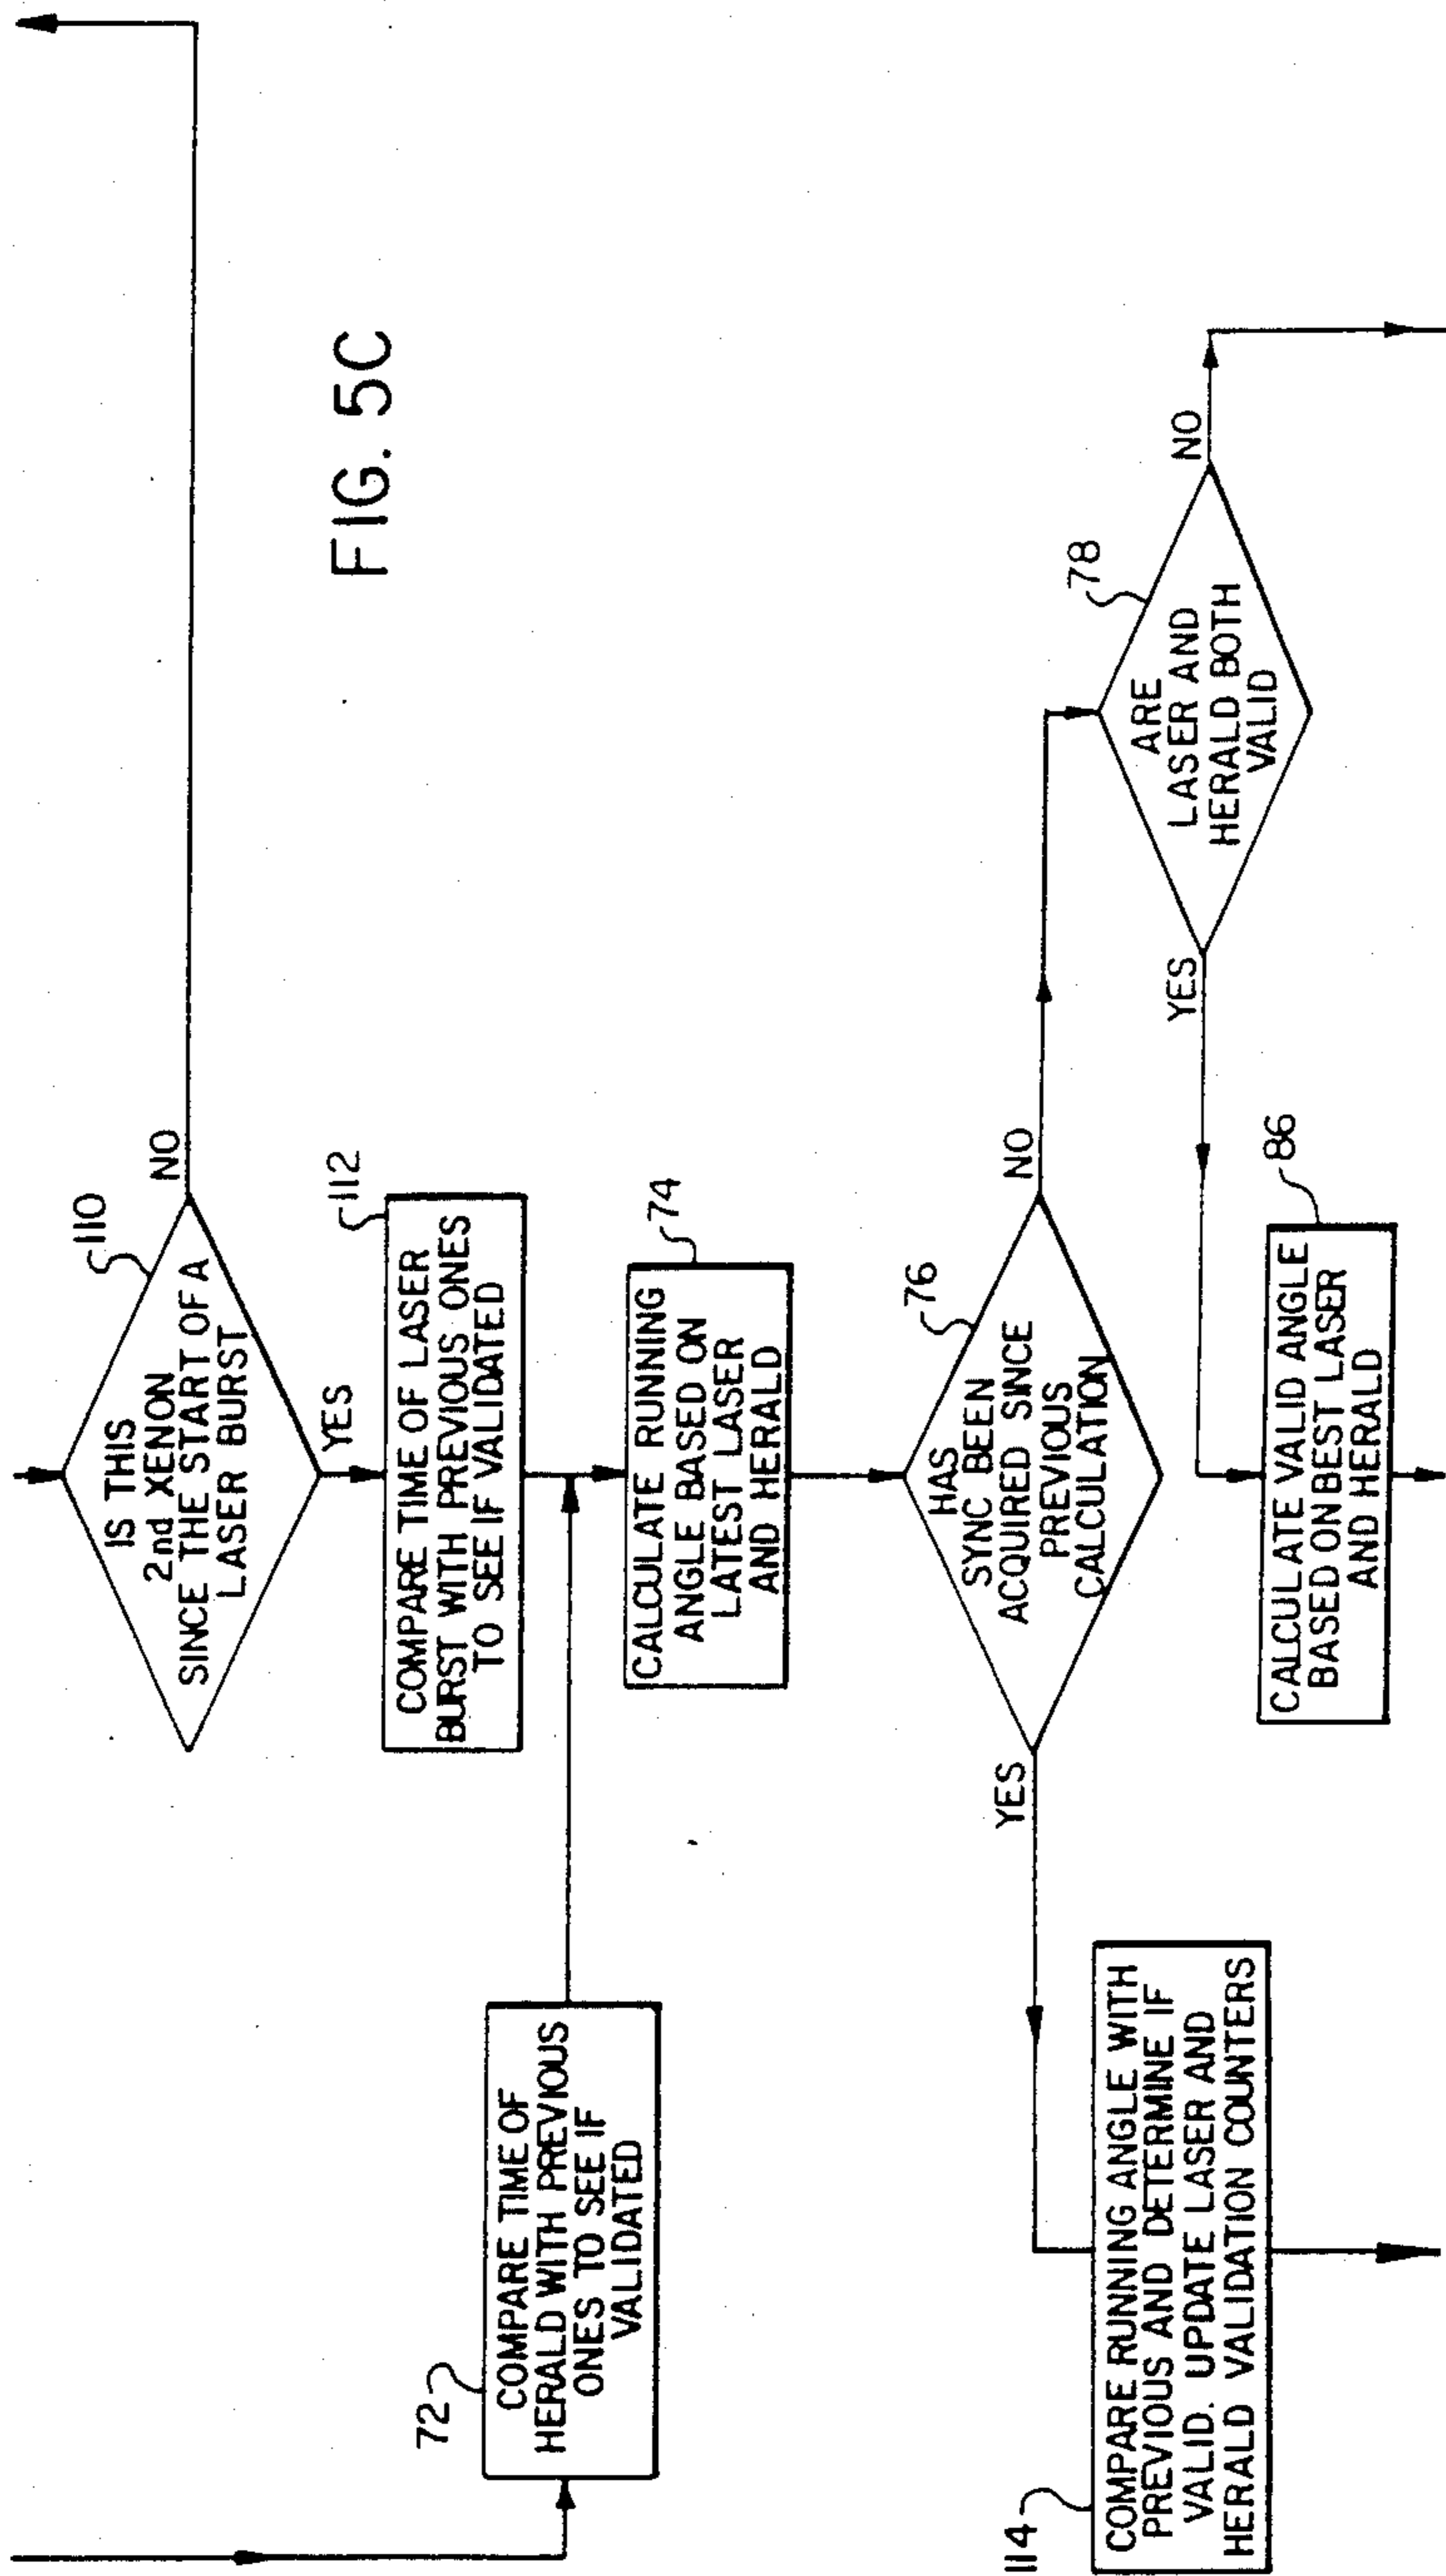 FIG. 5C
110
IS THIS
2nd XENON
SINCE THE START OF A
LASER BURST
NO
YES
112
COMPARE TIME OF LASER
BURST WITH PREVIOUS ONES
TO SEE IF VALIDATED
72
COMPARE TIME OF
HERALD WITH PREVIOUS
ONES TO SEE IF
VALIDATED
74
CALCULATE RUNNING
ANGLE BASED ON
LATEST LASER
AND HERALD
76
HAS
SYNC BEEN
ACQUIRED SINCE
PREVIOUS
CALCULATION
YES
NO
114
COMPARE RUNNING ANGLE WITH
PREVIOUS AND DETERMINE IF
VALID. UPDATE LASER AND
HERALD VALIDATION COUNTERS
78
ARE
LASER AND
HERALD BOTH
VALID
YES
NO
86
CALCULATE VALID ANGLE
BASED ON BEST LASER
AND HERALD